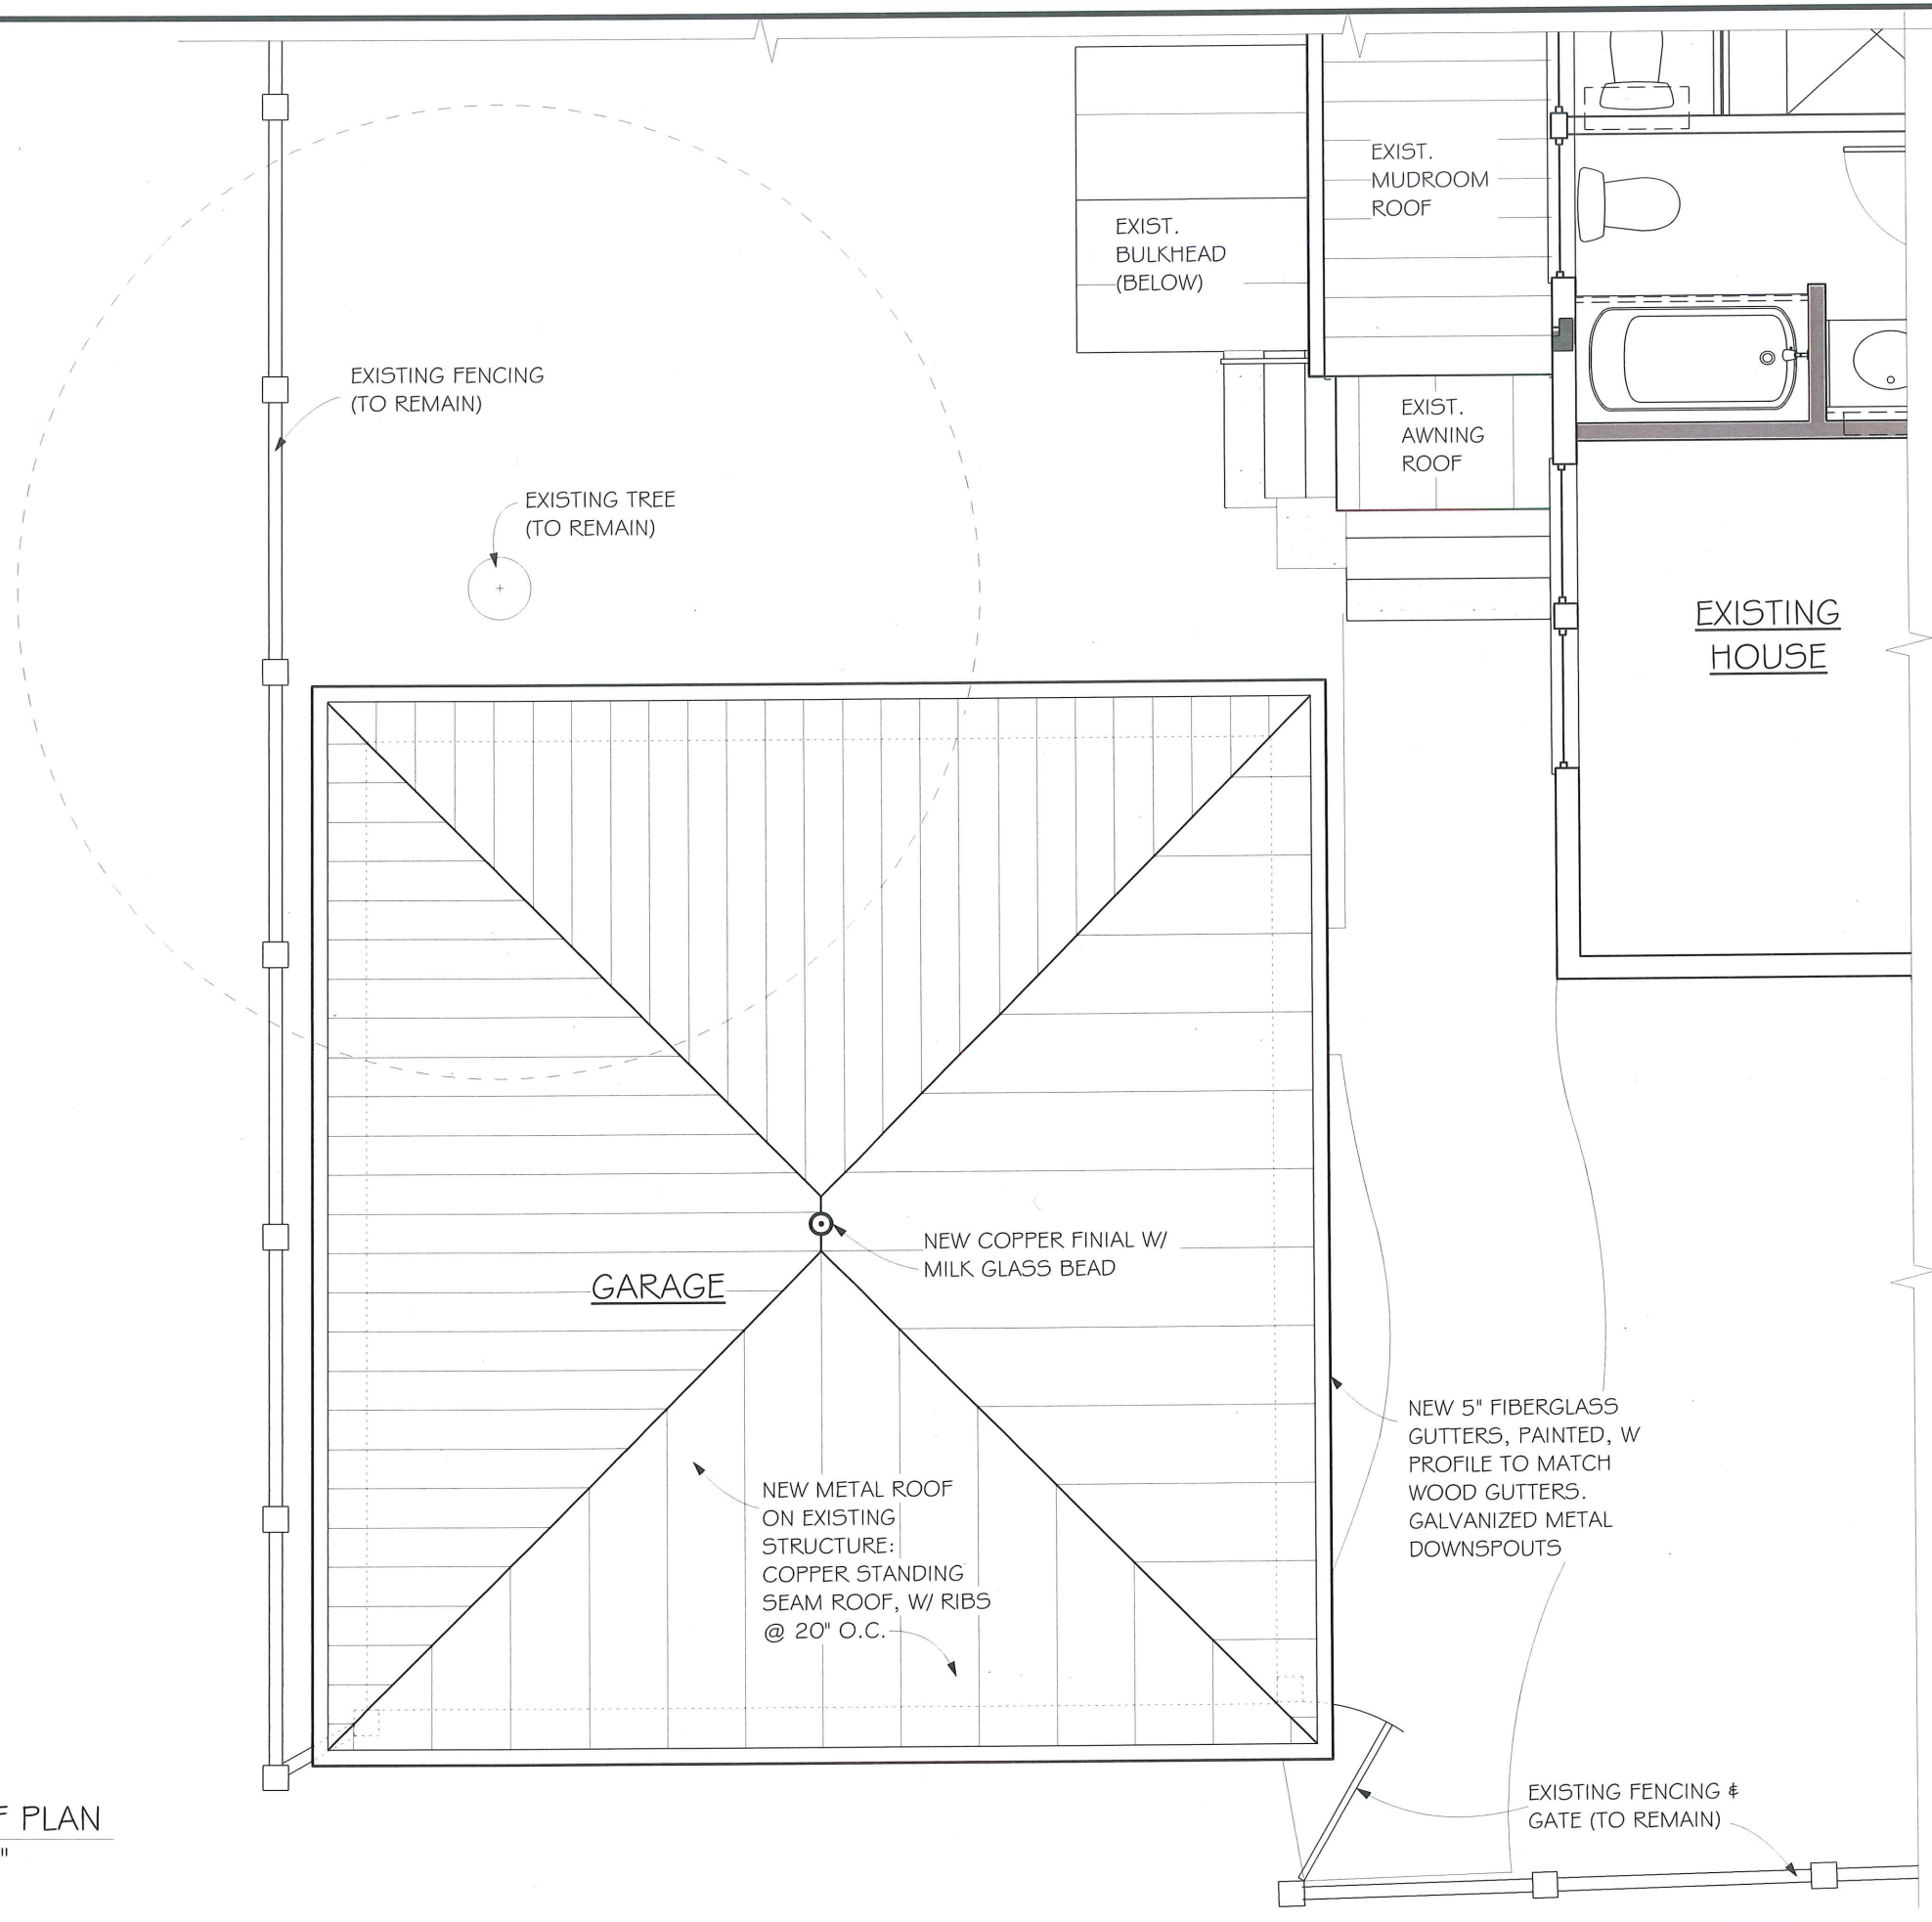 EXIST.
MUDROOM
ROOF
EXIST.
BULKHEAD
(BELOW)
EXISTING FENCING
(TO REMAIN)
EXIST.
AWNING
ROOF
EXISTING TREE
(TO REMAIN)
EXISTING
HOUSE
NEW COPPER FINIAL W/
MILK GLASS BEAD
GARAGE
NEW 5" FIBERGLASS
GUTTERS, PAINTED, W
PROFILE TO MATCH
WOOD GUTTERS.
GALVANIZED METAL
DOWNSPOUTS
NEW METAL ROOF
ON EXISTING
STRUCTURE:
COPPER STANDING
SEAM ROOF, W/ RIBS
@ 20" O.C.
EXISTING FENCING &
GATE (TO REMAIN)
PLAN
"